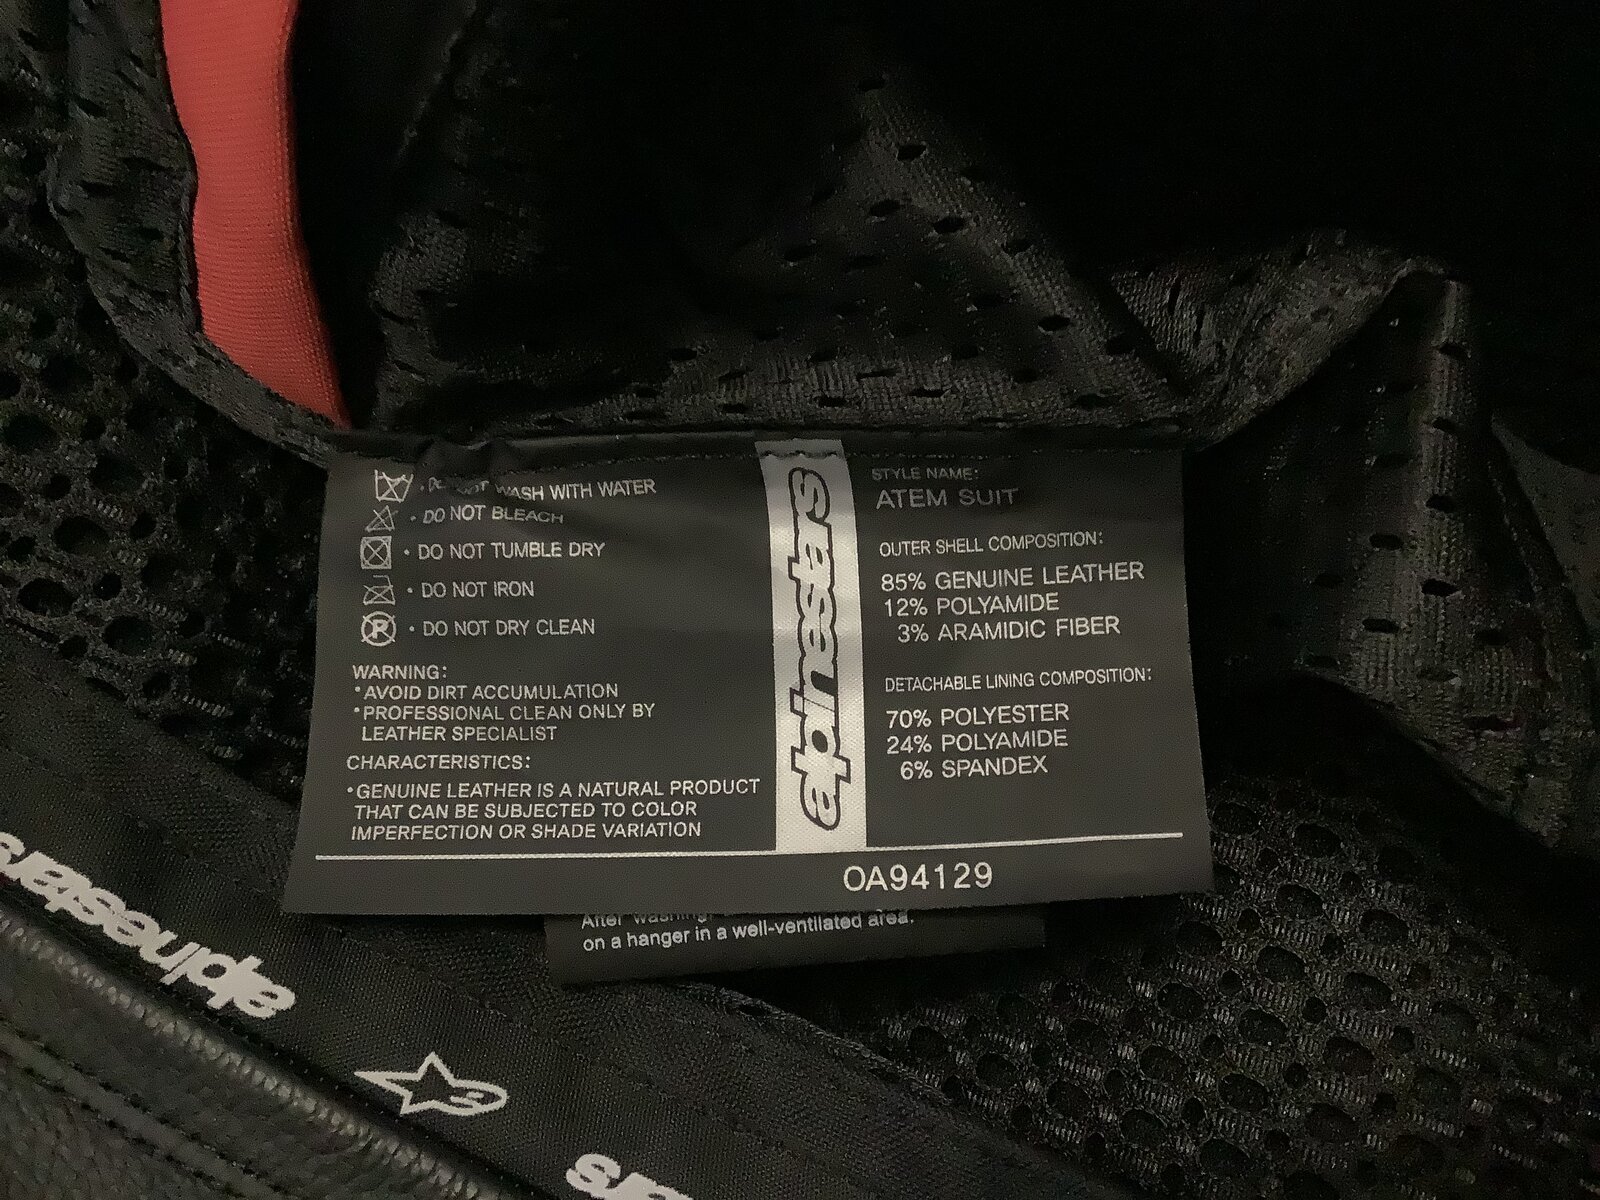 WASH WITH WATER
• DO NOT BLEACH
• DO NOT TUMBLE DRY
• DO NOT IRON
P • DO NOT DRY CLEAN
WARNING:
•AVOID DIRT ACCUMULATION
•PROFESSIONAL CLEAN ONLY BY
LEATHER SPECIALIST
CHARACTERISTICS:
•GENUINE LEATHER IS A NATURAL PRODUCT
THAT CAN BE SUBJECTED TO COLOR
IMPERFECTION OR SHADE VARIATION
alpinestars
STYLE NAME:
ATEM SUIT
OUTER SHELL COMPOSITION:
85% GENUINE LEATHER
12% POLYAMIDE
3% ARAMIDIC FIBER
DETACHABLE LINING COMPOSITION:
70% POLYESTER
24% POLYAMIDE
6% SPANDEX
OA94129
After washing
on a hanger in a well-ventilated area.
alpinestars